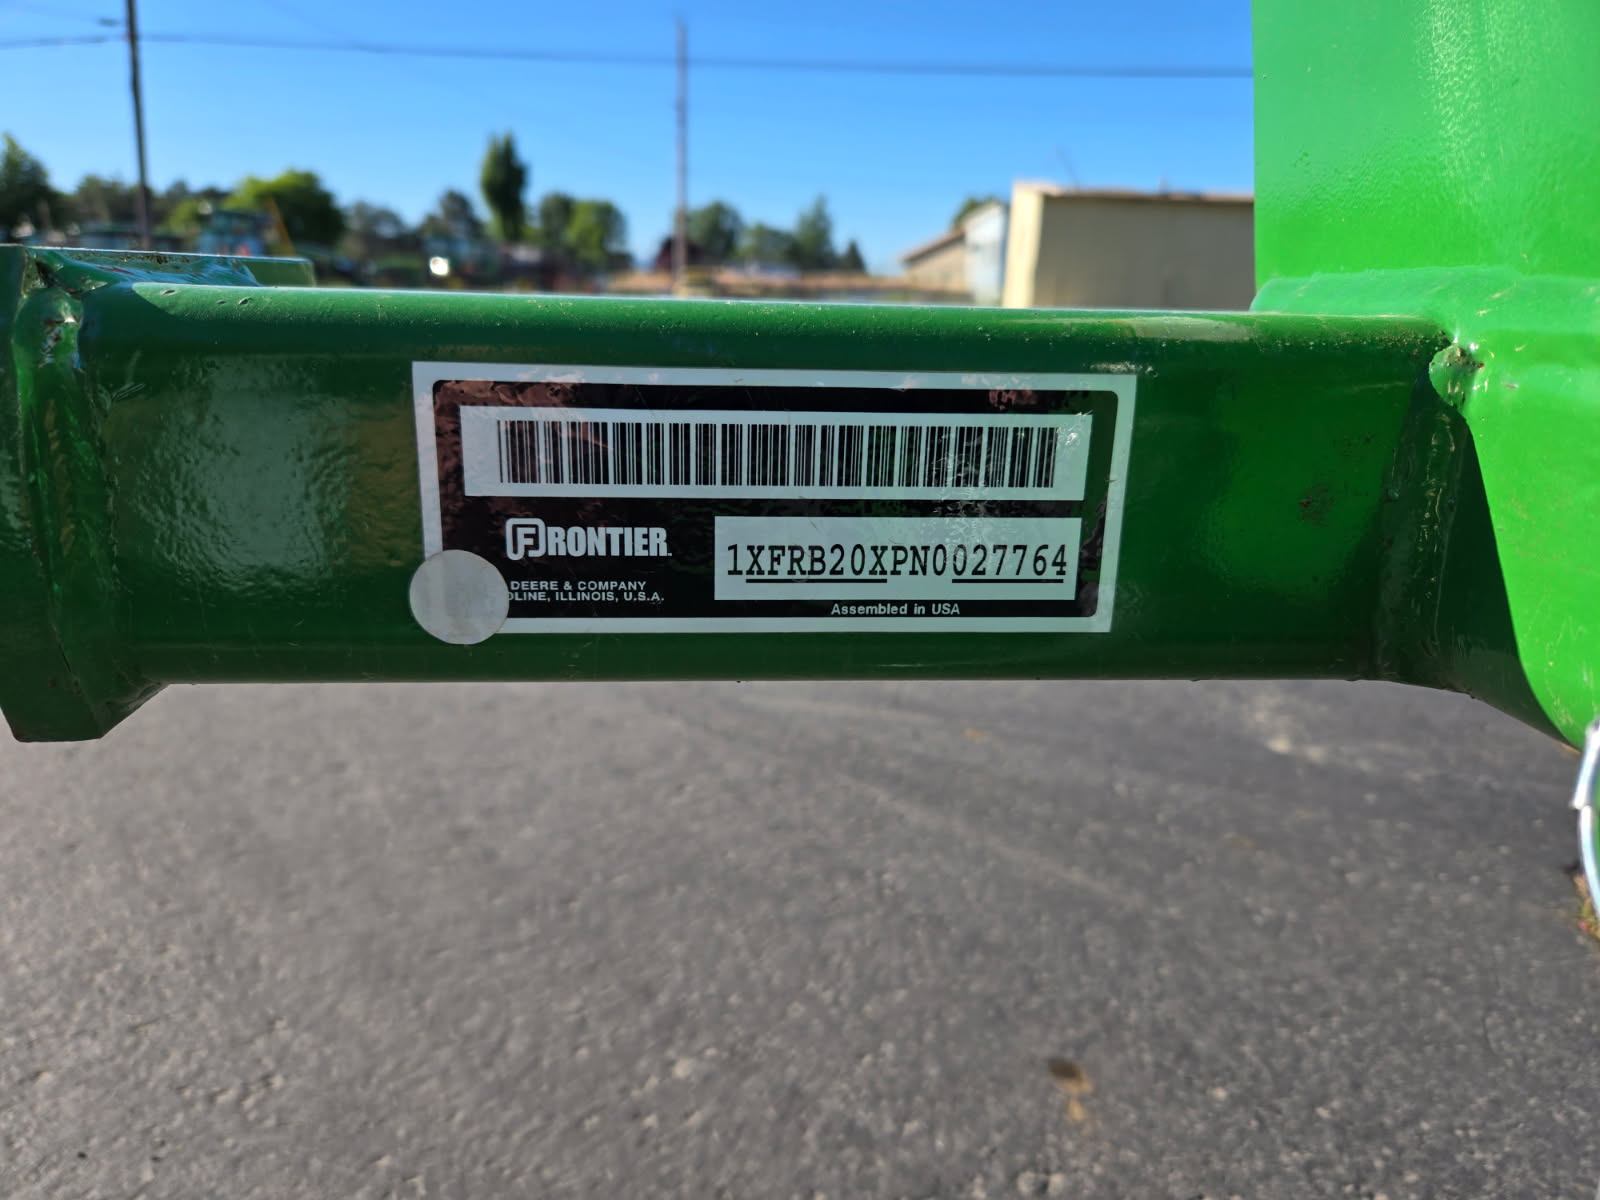 FRONTIER
1XFRB20XPN0027764
DEERE & COMPANY
ILLINOIS, U.S.A.
Assembled in USA